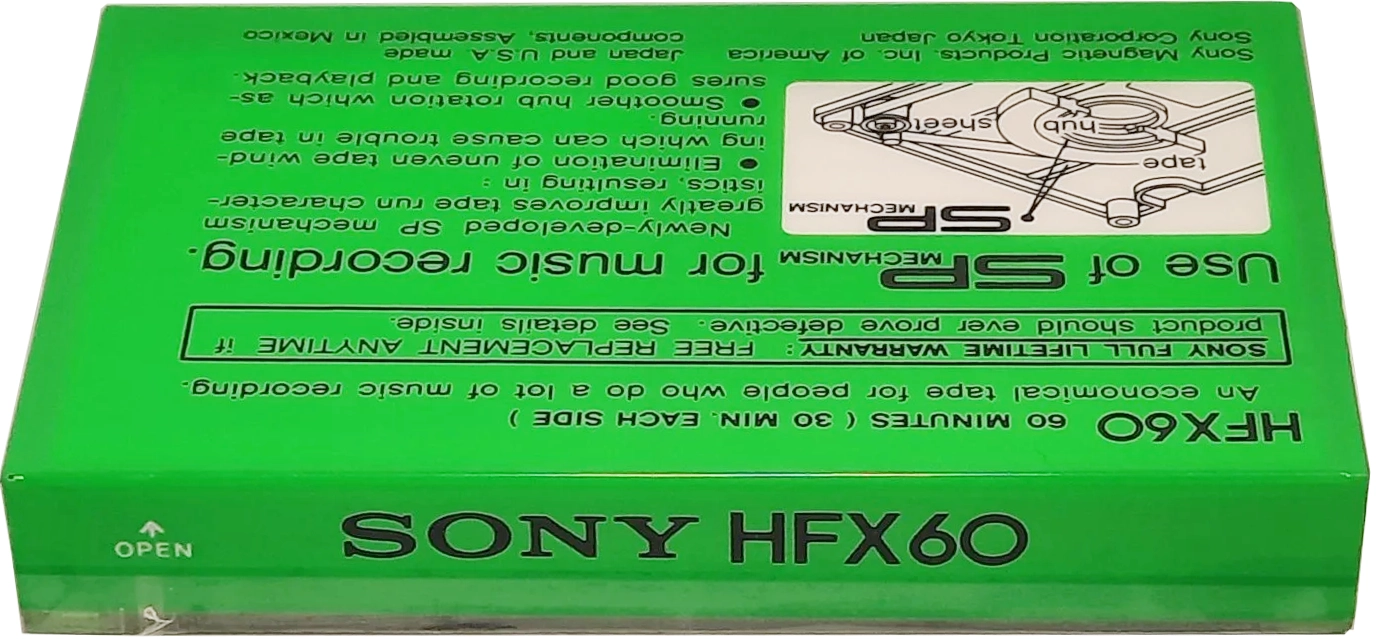 HFX60 60 MINUTES ( 30 MIN. EACH SIDE )
An economical tape for people who do a lot of music recording.
SONY FULL LIFETIME WARRANTY: FREE REPLACEMENT ANYTIME if
product should ever prove defective. See details inside.
Use of SP MECHANISM for music recording.
SP MECHANISM
tape
hub
sheet
Newly-developed SP mechanism
greatly improves tape run character-
istics, resulting in :
● Elimination of uneven tape wind-
ing which can cause trouble in tape
running.
● Smoother hub rotation which as-
sures good recording and playback.
Sony Magnetic Products, Inc. of America
Sony Corporation Tokyo Japan
Japan and U.S.A. made
components, Assembled in Mexico
OPEN
SONY HFX60